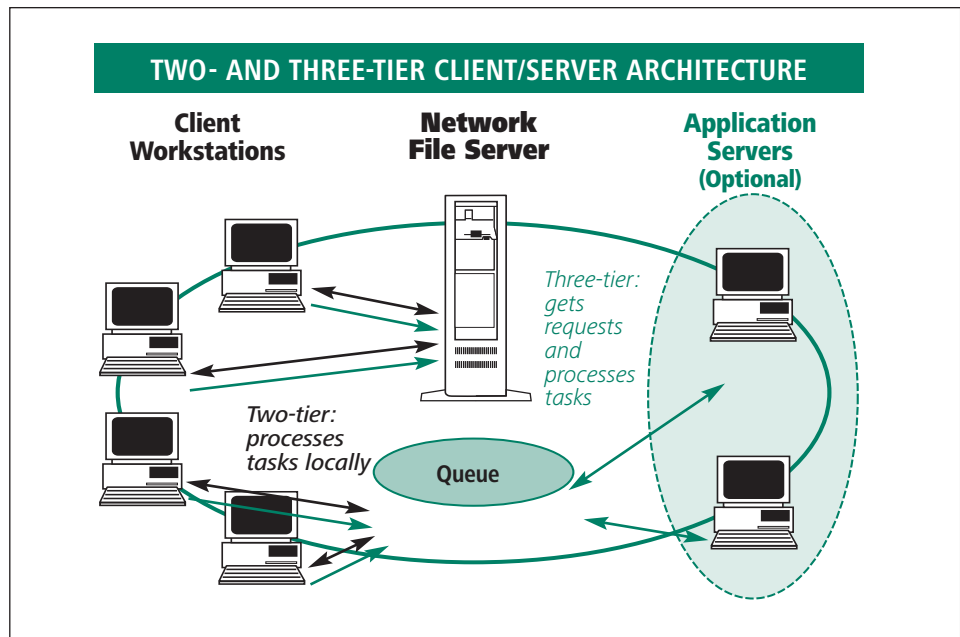 TWO- AND THREE-TIER CLIENT/SERVER ARCHITECTURE
Client
Workstations
Network
File Server
Application
Servers
(Optional)
Three-tier:
gets
requests
and
processes
tasks
Two-tier:
processes
tasks locally
Queue